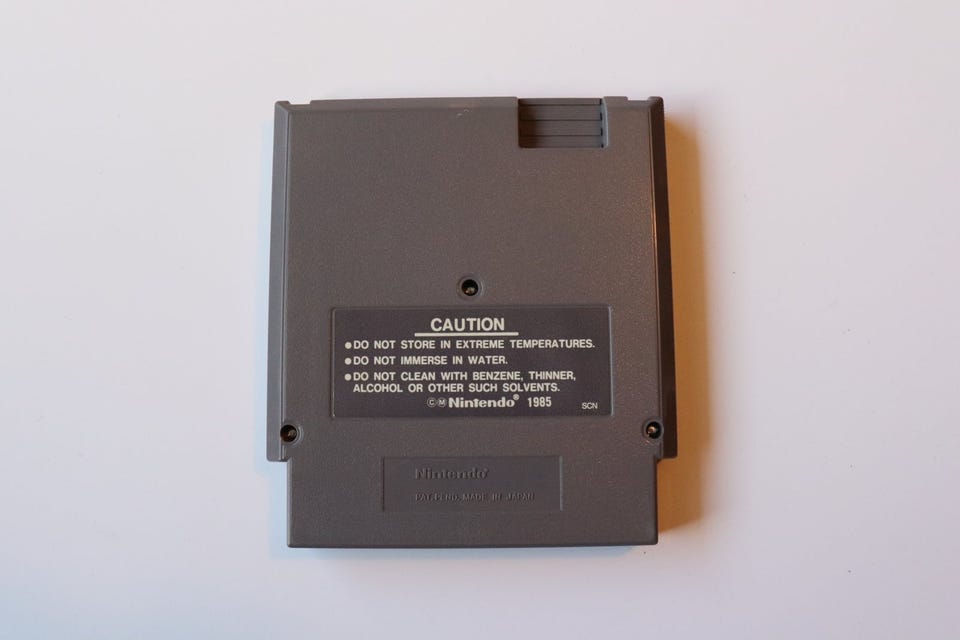 CAUTION
●DO NOT STORE IN EXTREME TEMPERATURES.
●DO NOT IMMERSE IN WATER.
●DO NOT CLEAN WITH BENZENE, THINNER,
ALCOHOL OR OTHER SUCH SOLVENTS.
ⒸⓂ Nintendo® 1985 SCN
Nintendo®
PAT. PEND. MADE IN JAPAN